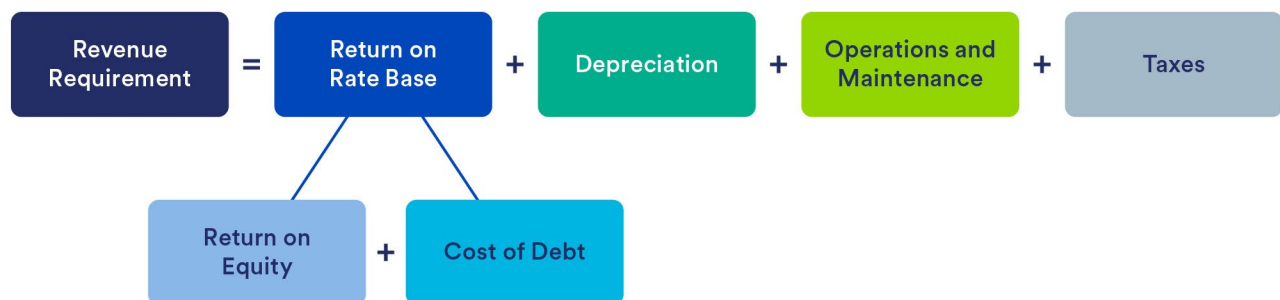 Revenue
Requirement
=
Return on
Rate Base
+
Depreciation
+
Operations and
Maintenance
+
Taxes
Return on
Equity
+
Cost of Debt